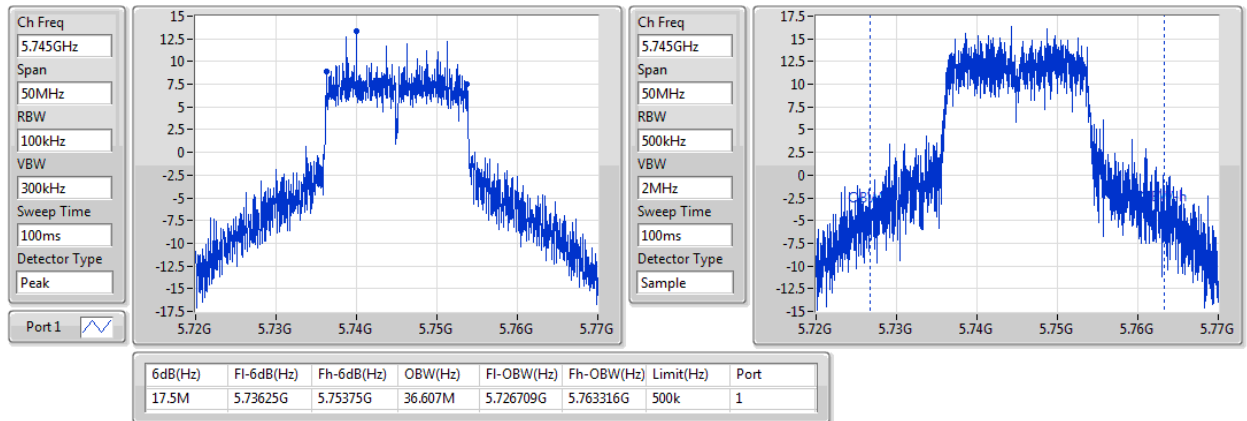 Ch Freq
5.745GHz
Span
50MHz
RBW
100kHz
VBW
300kHz
Sweep Time
100ms
Detector Type
Peak
Port 1
15-
12.5-
10-
7.5-
5-
2.5-
0-
-2.5-
-5-
-7.5-
-10-
12.5-
15-
-17.5-
5.72G 5.73G 5.74G 5.75G 5.76G 5.77G
Ch Freq
5.745GHz
Span
50MHz
RBW
500kHz
VBW
2MHz
Sweep Time
100ms
Detector Type
Sample
17.5-
15-
12.5-
10-
7.5-
5-
2.5-
0-
-2.5-
-5-
-7.5-
-10-
-12.5-
-15-
5.72G 5.73G 5.74G 5.75G 5.76G 5.77G
6dB(Hz) Fl-6dB(Hz) Fh-6dB(Hz) OBW(Hz) Fl-OBW(Hz) Fh-OBW(Hz) Limit(Hz) Port
17.5M 5.73625G 5.75375G 36.607M 5.726709G 5.763316G 500k 1